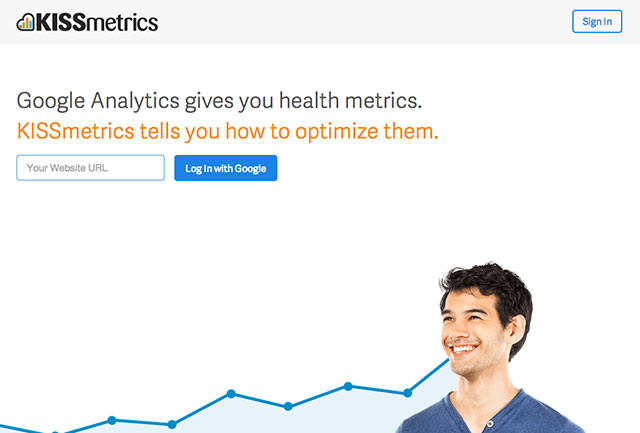 KISSmetrics
Sign In
Google Analytics gives you health metrics.
KISSmetrics tells you how to optimize them.
Your Website URL
Log In with Google